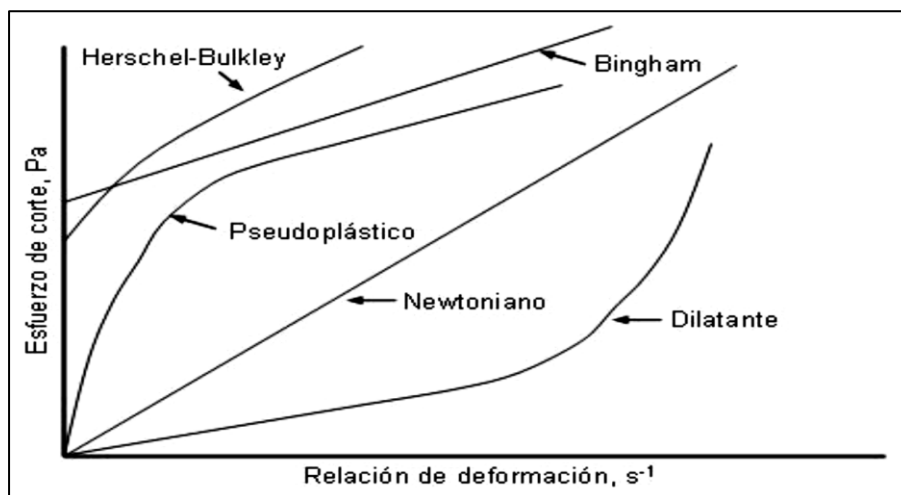 Herschel-Bulkley
Bingham
Pseudoplástico
Newtoniano
Dilatante
Esfuerzo de corte, Pa
Relación de deformación, s⁻¹